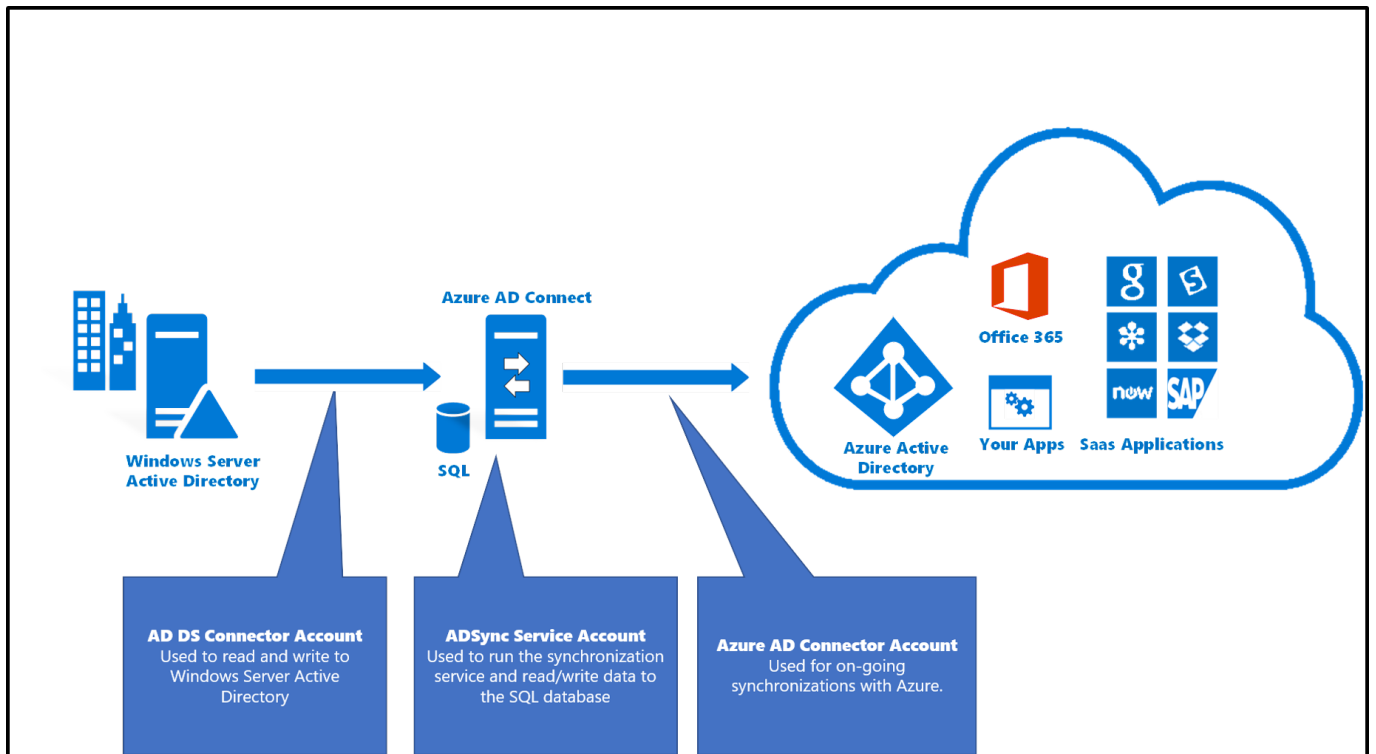 Azure AD Connect
Office 365
g
S
now
SAP
Windows Server
Active Directory
SQL
Azure Active
Directory
Your Apps
Saas Applications
AD DS Connector Account
Used to read and write to
Windows Server Active
Directory
ADSync Service Account
Used to run the synchronization
service and read/write data to
the SQL database
Azure AD Connector Account
Used for on-going
synchronizations with Azure.